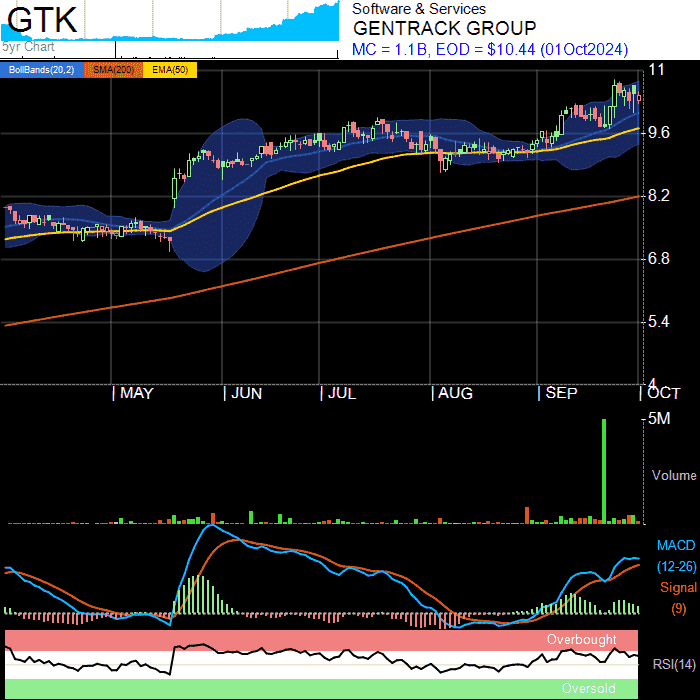 GTK
5yr Chart
Software & Services
GENTRACK GROUP
MC = 1.1B, EOD = $10.44 (01Oct2024)
BollBands(20,2) SMA(200) EMA(50)
11
9.6
8.2
6.8
5.4
4
MAY JUN JUL AUG SEP OCT
5M
Volume
MACD
(12-26)
Signal
(9)
Overbought
RSI(14)
Oversold